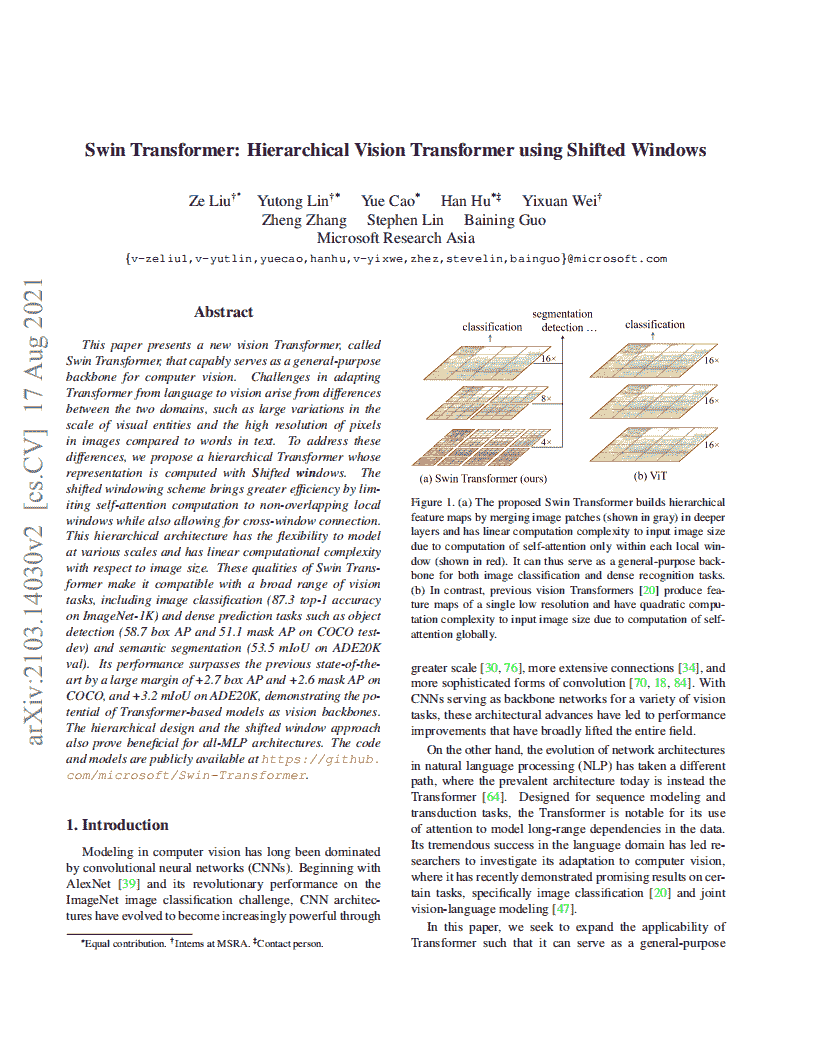 Swin Transformer: Hierarchical Vision Transformer using Shifted Windows
Ze Liu†* Yutong Lin†* Yue Cao* Han Hu*‡ Yixuan Wei†
Zheng Zhang Stephen Lin Baining Guo
Microsoft Research Asia
{v-zeliu1,v-yutlin,yuecao,hanhu,v-yixwe,zhez,stevelin,bainguo}@microsoft.com
arXiv:2103.14030v2 [cs.CV] 17 Aug 2021
Abstract
This paper presents a new vision Transformer, called
Swin Transformer, that capably serves as a general-purpose
backbone for computer vision. Challenges in adapting
Transformer from language to vision arise from differences
between the two domains, such as large variations in the
scale of visual entities and the high resolution of pixels
in images compared to words in text. To address these
differences, we propose a hierarchical Transformer whose
representation is computed with Shifted windows. The
shifted windowing scheme brings greater efficiency by lim-
iting self-attention computation to non-overlapping local
windows while also allowing for cross-window connection.
This hierarchical architecture has the flexibility to model
at various scales and has linear computational complexity
with respect to image size. These qualities of Swin Trans-
former make it compatible with a broad range of vision
tasks, including image classification (87.3 top-1 accuracy
on ImageNet-1K) and dense prediction tasks such as object
detection (58.7 box AP and 51.1 mask AP on COCO test-
dev) and semantic segmentation (53.5 mIoU on ADE20K
val). Its performance surpasses the previous state-of-the-
art by a large margin of +2.7 box AP and +2.6 mask AP on
COCO, and +3.2 mIoU on ADE20K, demonstrating the po-
tential of Transformer-based models as vision backbones.
The hierarchical design and the shifted window approach
also prove beneficial for all-MLP architectures. The code
and models are publicly available at https://github.
com/microsoft/Swin-Transformer.
1. Introduction
Modeling in computer vision has long been dominated
by convolutional neural networks (CNNs). Beginning with
AlexNet [39] and its revolutionary performance on the
ImageNet image classification challenge, CNN architec-
tures have evolved to become increasingly powerful through
*Equal contribution. †Interns at MSRA. ‡Contact person.
classification
segmentation
detection ...
classification
16×
8×
4×
16×
16×
16×
(a) Swin Transformer (ours)
(b) ViT
Figure 1. (a) The proposed Swin Transformer builds hierarchical
feature maps by merging image patches (shown in gray) in deeper
layers and has linear computation complexity to input image size
due to computation of self-attention only within each local win-
dow (shown in red). It can thus serve as a general-purpose back-
bone for both image classification and dense recognition tasks.
(b) In contrast, previous vision Transformers [20] produce fea-
ture maps of a single low resolution and have quadratic compu-
tation complexity to input image size due to computation of self-
attention globally.
greater scale [30, 76], more extensive connections [34], and
more sophisticated forms of convolution [70, 18, 84]. With
CNNs serving as backbone networks for a variety of vision
tasks, these architectural advances have led to performance
improvements that have broadly lifted the entire field.
On the other hand, the evolution of network architectures
in natural language processing (NLP) has taken a different
path, where the prevalent architecture today is instead the
Transformer [64]. Designed for sequence modeling and
transduction tasks, the Transformer is notable for its use
of attention to model long-range dependencies in the data.
Its tremendous success in the language domain has led re-
searchers to investigate its adaptation to computer vision,
where it has recently demonstrated promising results on cer-
tain tasks, specifically image classification [20] and joint
vision-language modeling [47].
In this paper, we seek to expand the applicability of
Transformer such that it can serve as a general-purpose